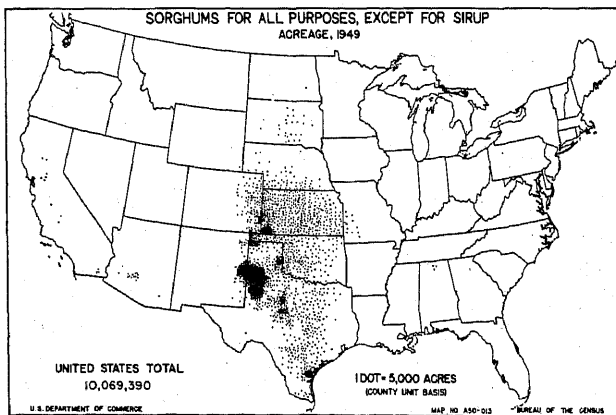 SORGHUMS FOR ALL PURPOSES, EXCEPT FOR SIRUP
ACREAGE, 1949
UNITED STATES TOTAL
10,069,390
1 DOT = 5,000 ACRES
(COUNTY UNIT BASIS)
U.S. DEPARTMENT OF COMMERCE
MAP NO. A50-013
BUREAU OF THE CENSUS